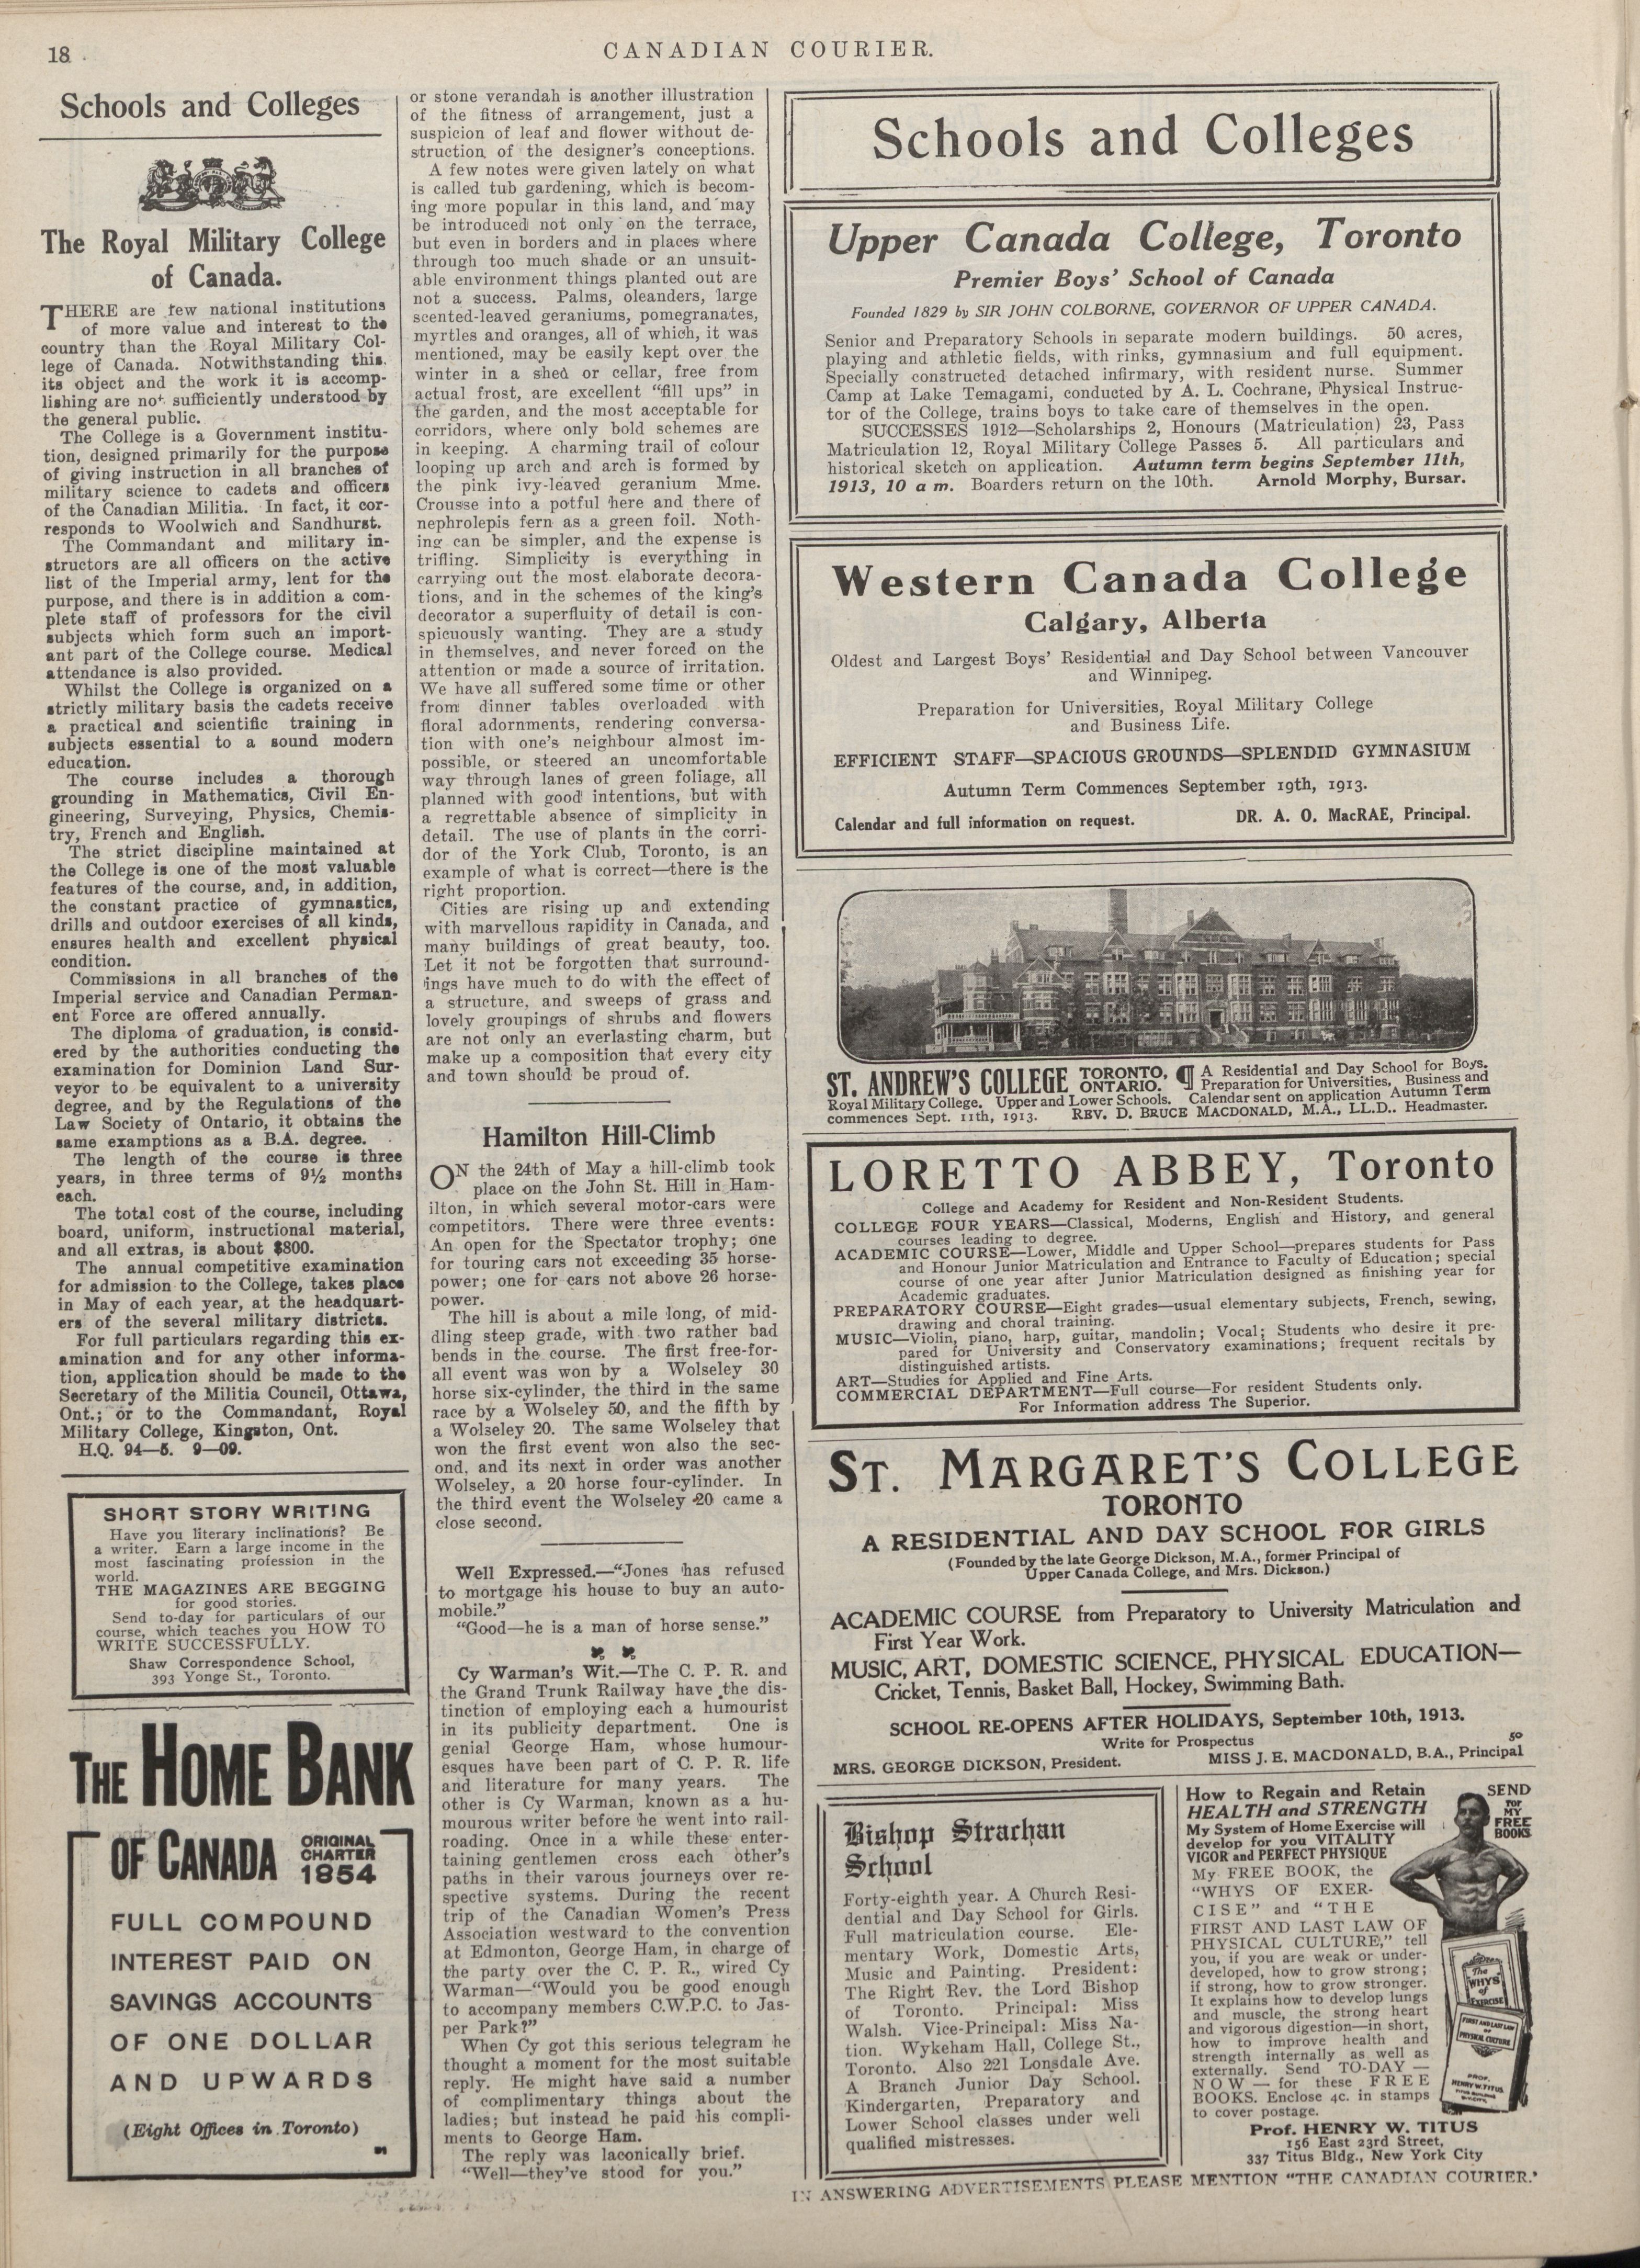 18
CANADIAN COURIER.
Schools and Colleges
The Royal Military College
of Canada.
THERE are few national institutions
of more value and interest to the
country than the Royal Military Col-
lege of Canada. Notwithstanding this
its object and the work it is accomp-
lishing are not sufficiently understood by
the general public.
The College is a Government institu-
tion, designed primarily for the purpose
of giving instruction in all branches of
military science to cadets and officers
of the Canadian Militia. In fact, it cor-
responds to Woolwich and Sandhurst.
The Commandant and military in-
structors are all officers on the active
list of the Imperial army, lent for the
purpose, and there is in addition a com-
plete staff of professors for the civil
subjects which form such an import-
ant part of the College course. Medical
attendance is also provided.
Whilst the College is organized on a
strictly military basis the cadets receive
a practical and scientific training in
subjects essential to a sound modern
education.
The course includes a thorough
grounding in Mathematics, Civil En-
gineering, Surveying, Physics, Chemis-
try, French and English.
The strict discipline maintained at
the College is one of the most valuable
features of the course, and, in addition,
the constant practice of gymnastics,
drills and outdoor exercises of all kinds,
ensures health and excellent physical
condition.
Commissions in all branches of the
Imperial service and Canadian Perman-
ent Force are offered annually.
The diploma of graduation, is consid-
ered by the authorities conducting the
examination for Dominion Land Sur-
veyor to be equivalent to a university
degree, and by the Regulations of the
Law Society of Ontario, it obtains the
same examptions as a B.A. degree.
The length of the course is three
years, in three terms of 9½ months
each.
The total cost of the course, including
board, uniform, instructional material,
and all extras, is about $800.
The annual competitive examination
for admission to the College, takes place
in May of each year, at the headquart-
ers of the several military districts.
For full particulars regarding this ex-
amination and for any other informa-
tion, application should be made to the
Secretary of the Militia Council, Ottawa,
Ont.; or to the Commandant, Royal
Military College, Kingston, Ont.
H.Q. 94—5. 9—09.
SHORT STORY WRITING
Have you literary inclinations? Be
a writer. Earn a large income in the
most fascinating profession in the
world.
THE MAGAZINES ARE BEGGING
for good stories.
Send to-day for particulars of our
course, which teaches you HOW TO
WRITE SUCCESSFULLY.
Shaw Correspondence School,
393 Yonge St., Toronto.
THE HOME BANK
OF CANADA
ORIGINAL
CHARTER
1854
FULL COMPOUND
INTEREST PAID ON
SAVINGS ACCOUNTS
OF ONE DOLLAR
AND UPWARDS
(Eight Offices in Toronto)
or stone verandah is another illustration
of the fitness of arrangement, just a
suspicion of leaf and flower without de-
struction of the designer's conceptions.
A few notes were given lately on what
is called tub gardening, which is becom-
ing more popular in this land, and may
be introduced not only on the terrace,
but even in borders and in places where
through too much shade or an unsuit-
able environment things planted out are
not a success. Palms, oleanders, large
scented-leaved geraniums, pomegranates,
myrtles and oranges, all of which, it was
mentioned, may be easily kept over the
winter in a shed or cellar, free from
actual frost, are excellent "fill ups" in
the garden, and the most acceptable for
corridors, where only bold schemes are
in keeping. A charming trail of colour
looping up arch and arch is formed by
the pink ivy-leaved geranium Mme.
Crousse into a potful here and there of
nephrolepis fern as a green foil. Noth-
ing can be simpler, and the expense is
trifling. Simplicity is everything in
carrying out the most elaborate decora-
tions, and in the schemes of the king's
decorator a superfluity of detail is con-
spicuously wanting. They are a study
in themselves, and never forced on the
attention or made a source of irritation.
We have all suffered some time or other
from dinner tables overloaded with
floral adornments, rendering conversa-
tion with one's neighbour almost im-
possible, or steered an uncomfortable
way through lanes of green foliage, all
planned with good intentions, but with
a regrettable absence of simplicity in
detail. The use of plants in the corri-
dor of the York Club, Toronto, is an
example of what is correct—there is the
right proportion.
Cities are rising up and extending
with marvellous rapidity in Canada, and
many buildings of great beauty, too.
Let it not be forgotten that surround-
ings have much to do with the effect of
a structure, and sweeps of grass and
lovely groupings of shrubs and flowers
are not only an everlasting charm, but
make up a composition that every city
and town should be proud of.
Hamilton Hill-Climb
ON the 24th of May a hill-climb took
place on the John St. Hill in Ham-
ilton, in which several motor-cars were
competitors. There were three events:
An open for the Spectator trophy; one
for touring cars not exceeding 35 horse-
power; one for cars not above 26 horse-
power.
The hill is about a mile long, of mid-
dling steep grade, with two rather bad
bends in the course. The first free-for-
all event was won by a Wolseley 30
horse six-cylinder, the third in the same
race by a Wolseley 50, and the fifth by
a Wolseley 20. The same Wolseley that
won the first event won also the sec-
ond, and its next in order was another
Wolseley, a 20 horse four-cylinder. In
the third event the Wolseley 20 came a
close second.
Well Expressed.—"Jones has refused
to mortgage his house to buy an auto-
mobile."
"Good—he is a man of horse sense."
Cy Warman's Wit.—The C. P. R. and
the Grand Trunk Railway have the dis-
tinction of employing each a humourist
in its publicity department. One is
genial George Ham, whose humour-
esques have been part of C. P. R. life
and literature for many years. The
other is Cy Warman, known as a hu-
mourous writer before he went into rail-
roading. Once in a while these enter-
taining gentlemen cross each other's
paths in their varous journeys over re-
spective systems. During the recent
trip of the Canadian Women's Press
Association westward to the convention
at Edmonton, George Ham, in charge of
the party over the C. P. R., wired Cy
Warman—"Would you be good enough
to accompany members C.W.P.C. to Jas-
per Park?"
When Cy got this serious telegram he
thought a moment for the most suitable
reply. He might have said a number
of complimentary things about the
ladies; but instead he paid his compli-
ments to George Ham.
The reply was laconically brief.
"Well—they've stood for you."
Schools and Colleges
Upper Canada College, Toronto
Premier Boys' School of Canada
Founded 1829 by SIR JOHN COLBORNE, GOVERNOR OF UPPER CANADA.
Senior and Preparatory Schools in separate modern buildings. 50 acres,
playing and athletic fields, with rinks, gymnasium and full equipment.
Specially constructed detached infirmary, with resident nurse. Summer
Camp at Lake Temagami, conducted by A. L. Cochrane, Physical Instruc-
tor of the College, trains boys to take care of themselves in the open.
SUCCESSES 1912—Scholarships 2, Honours (Matriculation) 23, Pass
Matriculation 12, Royal Military College Passes 5. All particulars and
historical sketch on application. Autumn term begins September 11th,
1913, 10 a m. Boarders return on the 10th. Arnold Morphy, Bursar.
Western Canada College
Calgary, Alberta
Oldest and Largest Boys' Residential and Day School between Vancouver
and Winnipeg.
Preparation for Universities, Royal Military College
and Business Life.
EFFICIENT STAFF—SPACIOUS GROUNDS—SPLENDID GYMNASIUM
Autumn Term Commences September 19th, 1913.
Calendar and full information on request. DR. A. O. MacRAE, Principal.
ST. ANDREW'S COLLEGE TORONTO, ONTARIO. ¶ A Residential and Day School for Boys.
Preparation for Universities, Business and
Royal Military College. Upper and Lower Schools. Calendar sent on application Autumn Term
commences Sept. 11th, 1913. REV. D. BRUCE MACDONALD, M.A., LL.D.. Headmaster.
LORETTO ABBEY, Toronto
College and Academy for Resident and Non-Resident Students.
COLLEGE FOUR YEARS—Classical, Moderns, English and History, and general
courses leading to degree.
ACADEMIC COURSE—Lower, Middle and Upper School—prepares students for Pass
and Honour Junior Matriculation and Entrance to Faculty of Education; special
course of one year after Junior Matriculation designed as finishing year for
Academic graduates.
PREPARATORY COURSE—Eight grades—usual elementary subjects, French, sewing,
drawing and choral training.
MUSIC—Violin, piano, harp, guitar, mandolin; Vocal; Students who desire it pre-
pared for University and Conservatory examinations; frequent recitals by
distinguished artists.
ART—Studies for Applied and Fine Arts.
COMMERCIAL DEPARTMENT—Full course—For resident Students only.
For Information address The Superior.
ST. MARGARET'S COLLEGE
TORONTO
A RESIDENTIAL AND DAY SCHOOL FOR GIRLS
(Founded by the late George Dickson, M.A., former Principal of
Upper Canada College, and Mrs. Dickson.)
ACADEMIC COURSE from Preparatory to University Matriculation and
First Year Work.
MUSIC, ART, DOMESTIC SCIENCE, PHYSICAL EDUCATION—
Cricket, Tennis, Basket Ball, Hockey, Swimming Bath.
SCHOOL RE-OPENS AFTER HOLIDAYS, September 10th, 1913.
Write for Prospectus 50
MRS. GEORGE DICKSON, President. MISS J. E. MACDONALD, B.A., Principal
Bishop Strachan
School
Forty-eighth year. A Church Resi-
dential and Day School for Girls.
Full matriculation course. Ele-
mentary Work, Domestic Arts,
Music and Painting. President:
The Right Rev. the Lord Bishop
of Toronto. Principal: Miss
Walsh. Vice-Principal: Miss Na-
tion. Wykeham Hall, College St.,
Toronto. Also 221 Lonsdale Ave.
A Branch Junior Day School.
Kindergarten, Preparatory and
Lower School classes under well
qualified mistresses.
How to Regain and Retain
HEALTH and STRENGTH
My System of Home Exercise will
develop for you VITALITY
VIGOR and PERFECT PHYSIQUE
My FREE BOOK, the
"WHYS OF EXER-
CISE" and "THE
FIRST AND LAST LAW OF
PHYSICAL CULTURE," tell
you, if you are weak or under-
developed, how to grow strong;
if strong, how to grow stronger.
It explains how to develop lungs
and muscle, the strong heart
and vigorous digestion—in short,
how to improve health and
strength internally as well as
externally. Send TO-DAY —
NOW — for these FREE
BOOKS. Enclose 4c. in stamps
to cover postage.
Prof. HENRY W. TITUS
156 East 23rd Street,
337 Titus Bldg., New York City
SEND
FOR
MY
FREE
BOOKS
The
WHYS
of
EXERCISE
FIRST AND LAST LAW
OF
PHYSICAL CULTURE
PROF.
HENRY W. TITUS
IN ANSWERING ADVERTISEMENTS PLEASE MENTION "THE CANADIAN COURIER."